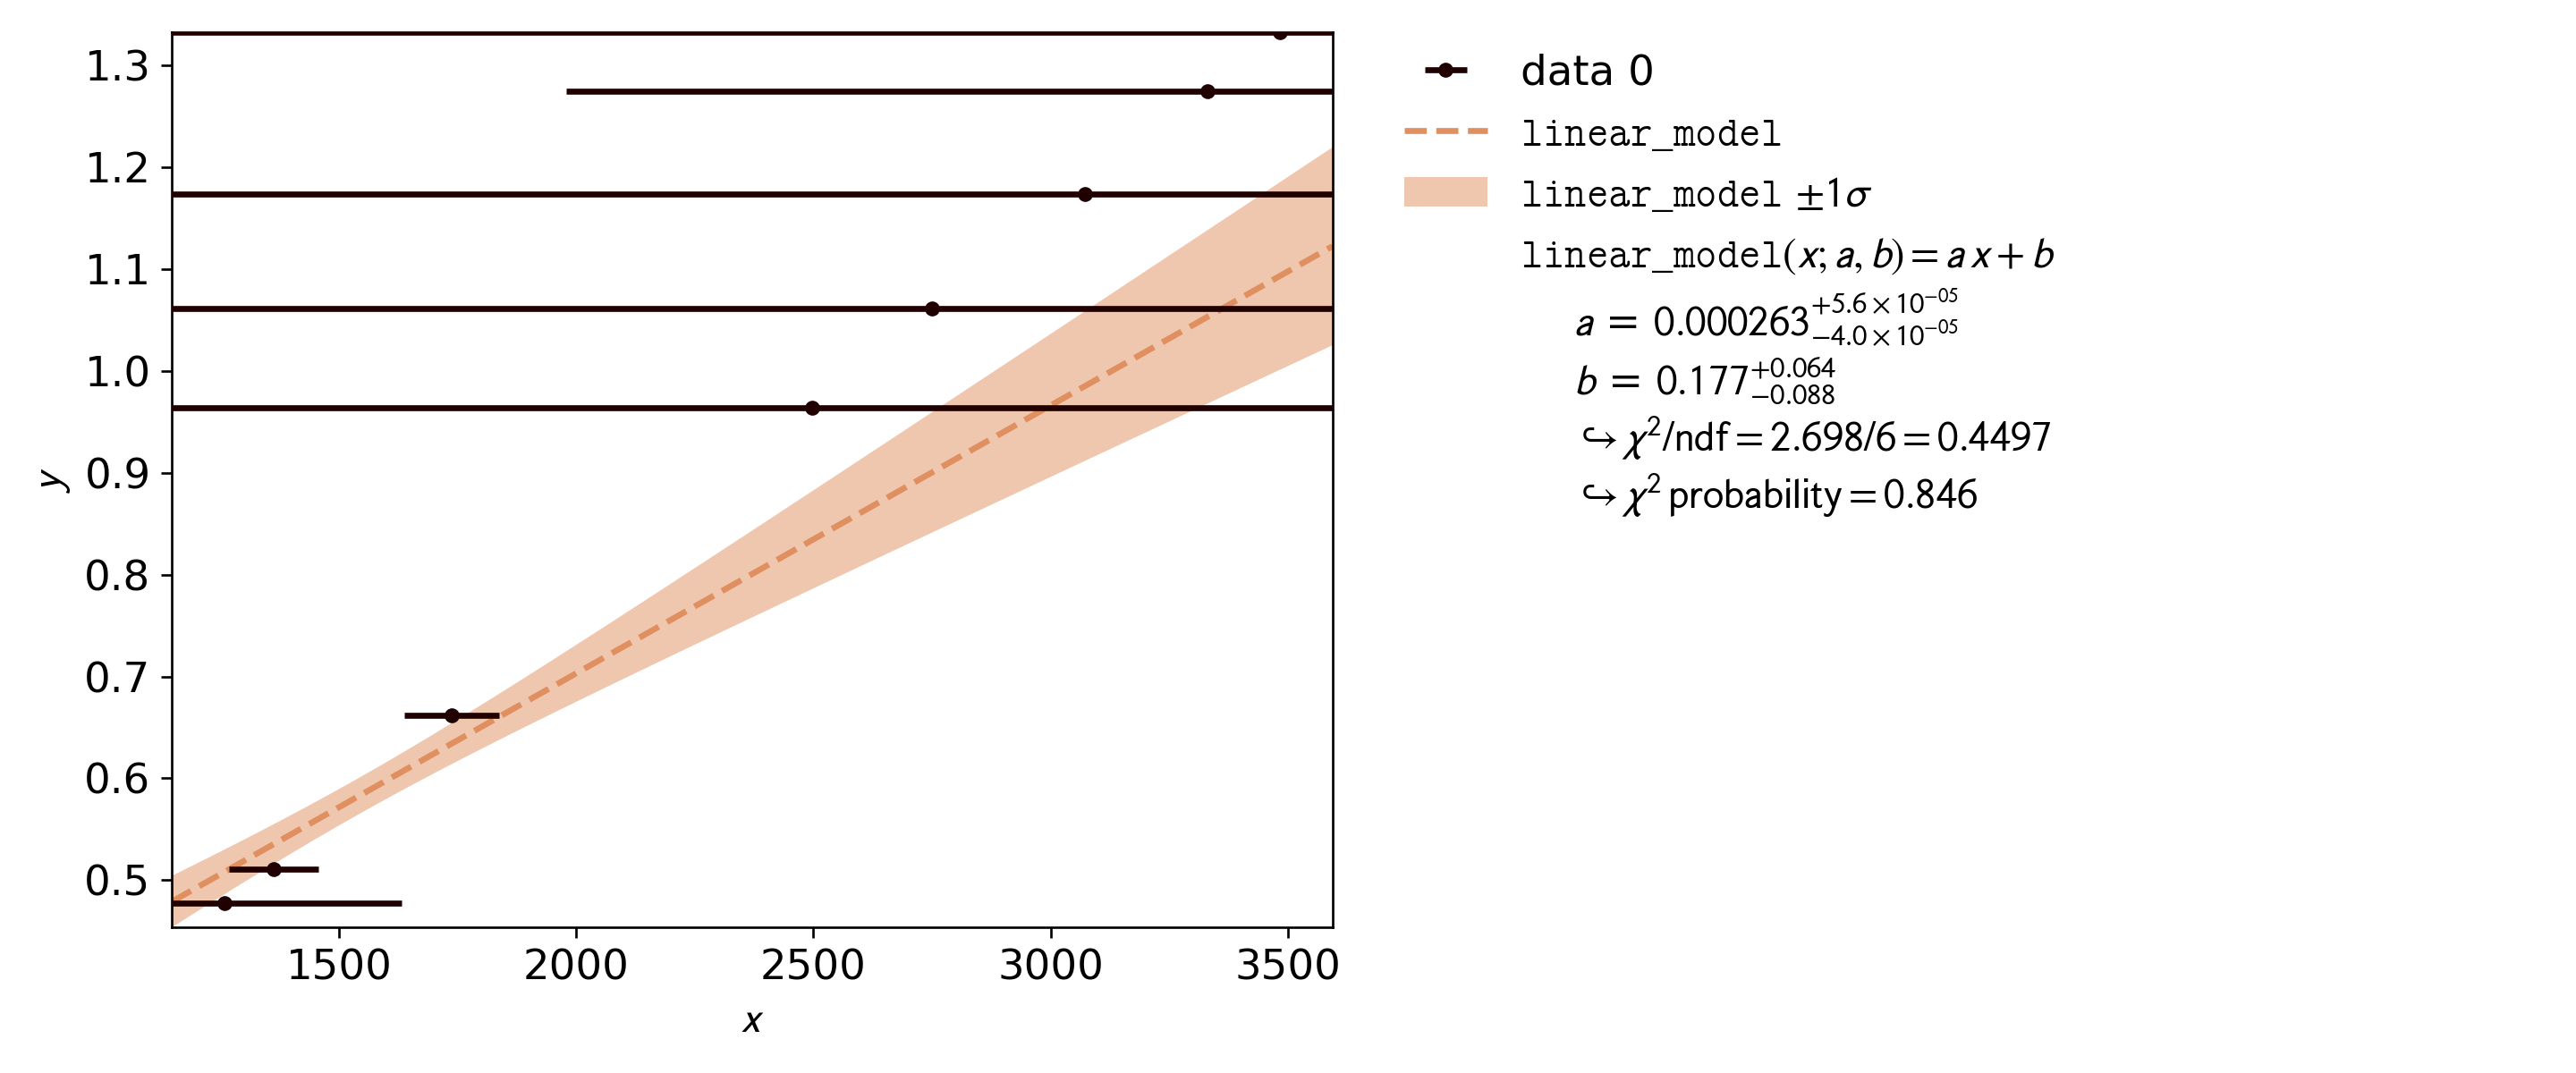 1.3
1.2
1.1
1.0
0.9
0.8
0.7
0.6
0.5
y
1500 2000 2500 3000 3500
x
data 0
linear_model
linear_model ±1σ
linear_model(x; a, b) = a x + b
a = 0.000263 +5.6 × 10⁻⁰⁵ −4.0 × 10⁻⁰⁵
b = 0.177 +0.064 −0.088
↪ χ²/ndf = 2.698/6 = 0.4497
↪ χ² probability = 0.846